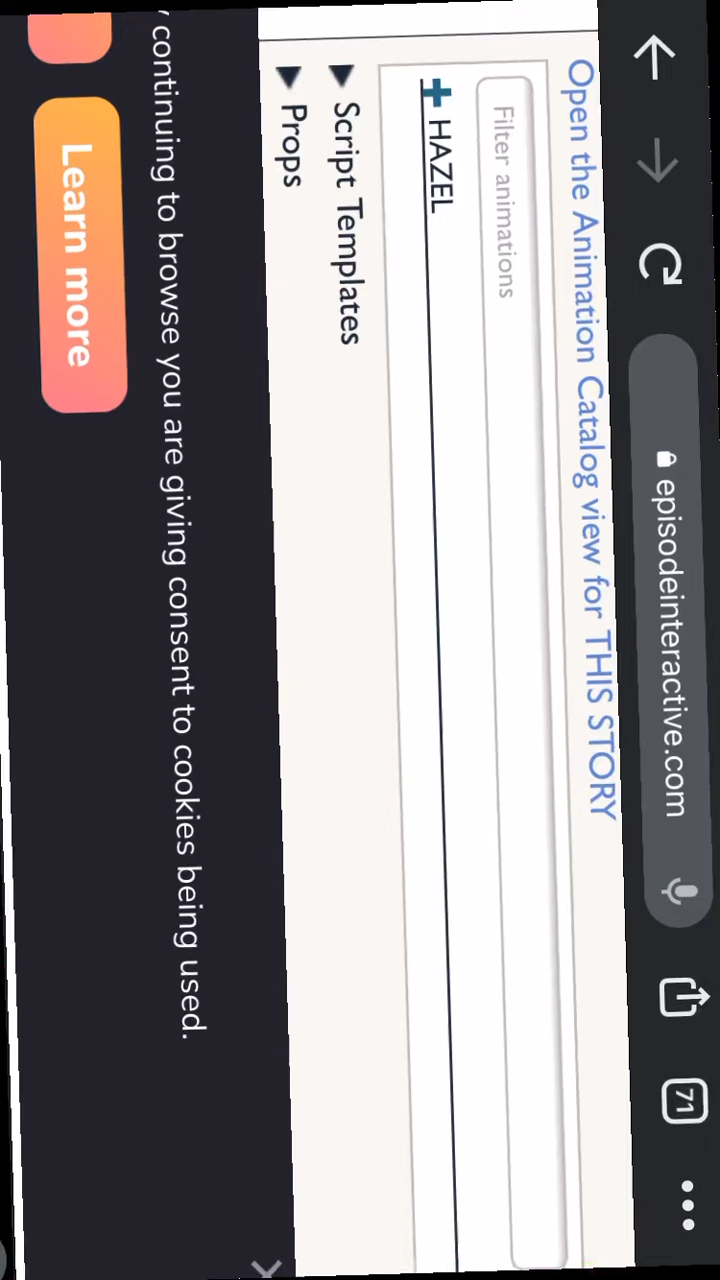 episodeinteractive.com
71
Open the Animation Catalog view for THIS STORY
Filter animations
HAZEL
Script Templates
Props
continuing to browse you are giving consent to cookies being used.
Learn more